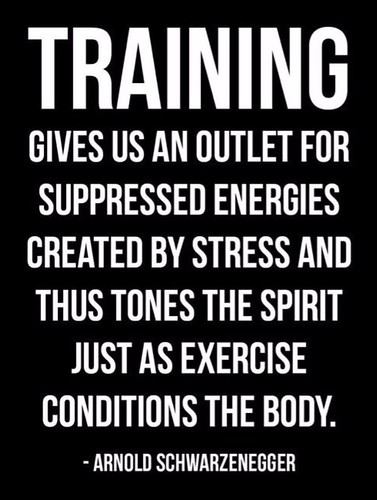 TRAINING
GIVES US AN OUTLET FOR
SUPPRESSED ENERGIES
CREATED BY STRESS AND
THUS TONES THE SPIRIT
JUST AS EXERCISE
CONDITIONS THE BODY.
- ARNOLD SCHWARZENEGGER